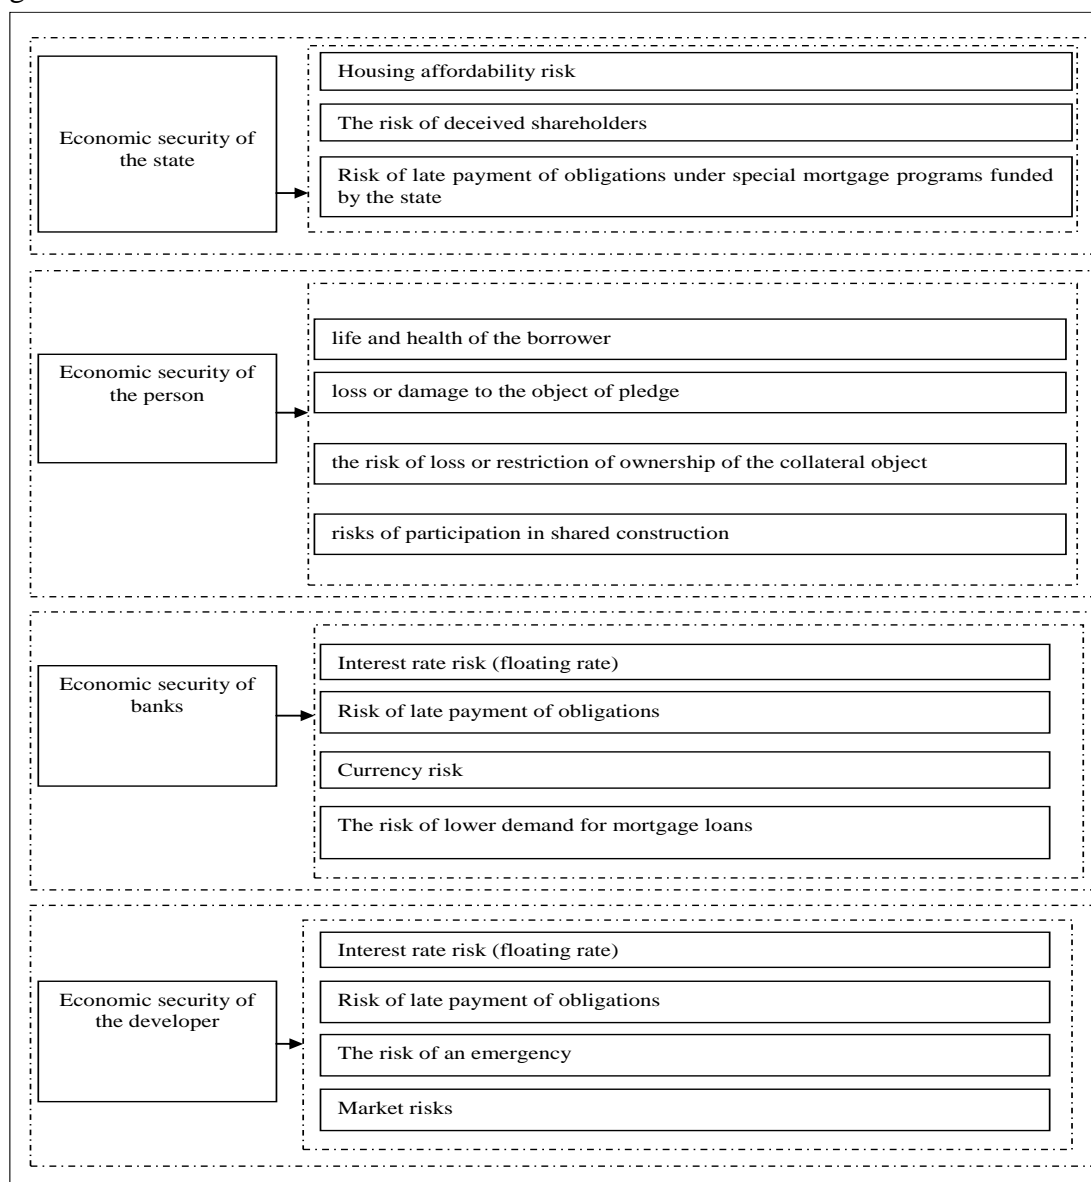 Economic security of
the state
Housing affordability risk
The risk of deceived shareholders
Risk of late payment of obligations under special mortgage programs funded
by the state
Economic security of
the person
life and health of the borrower
loss or damage to the object of pledge
the risk of loss or restriction of ownership of the collateral object
risks of participation in shared construction
Economic security of
banks
Interest rate risk (floating rate)
Risk of late payment of obligations
Currency risk
The risk of lower demand for mortgage loans
Economic security of
the developer
Interest rate risk (floating rate)
Risk of late payment of obligations
The risk of an emergency
Market risks